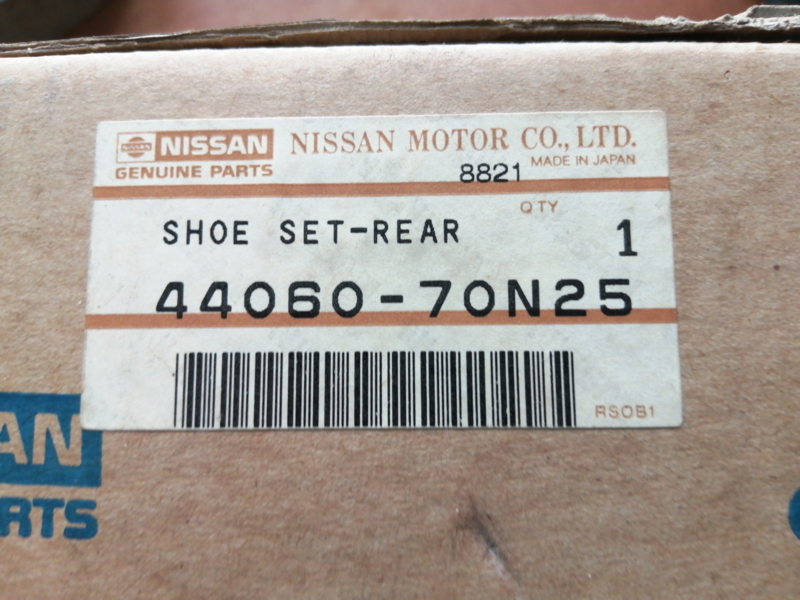 NISSAN
NISSAN MOTOR CO., LTD.
GENUINE PARTS
8821
MADE IN JAPAN
QTY
SHOE SET-REAR
1
44060-70N25
RSOB1
AN
RTS